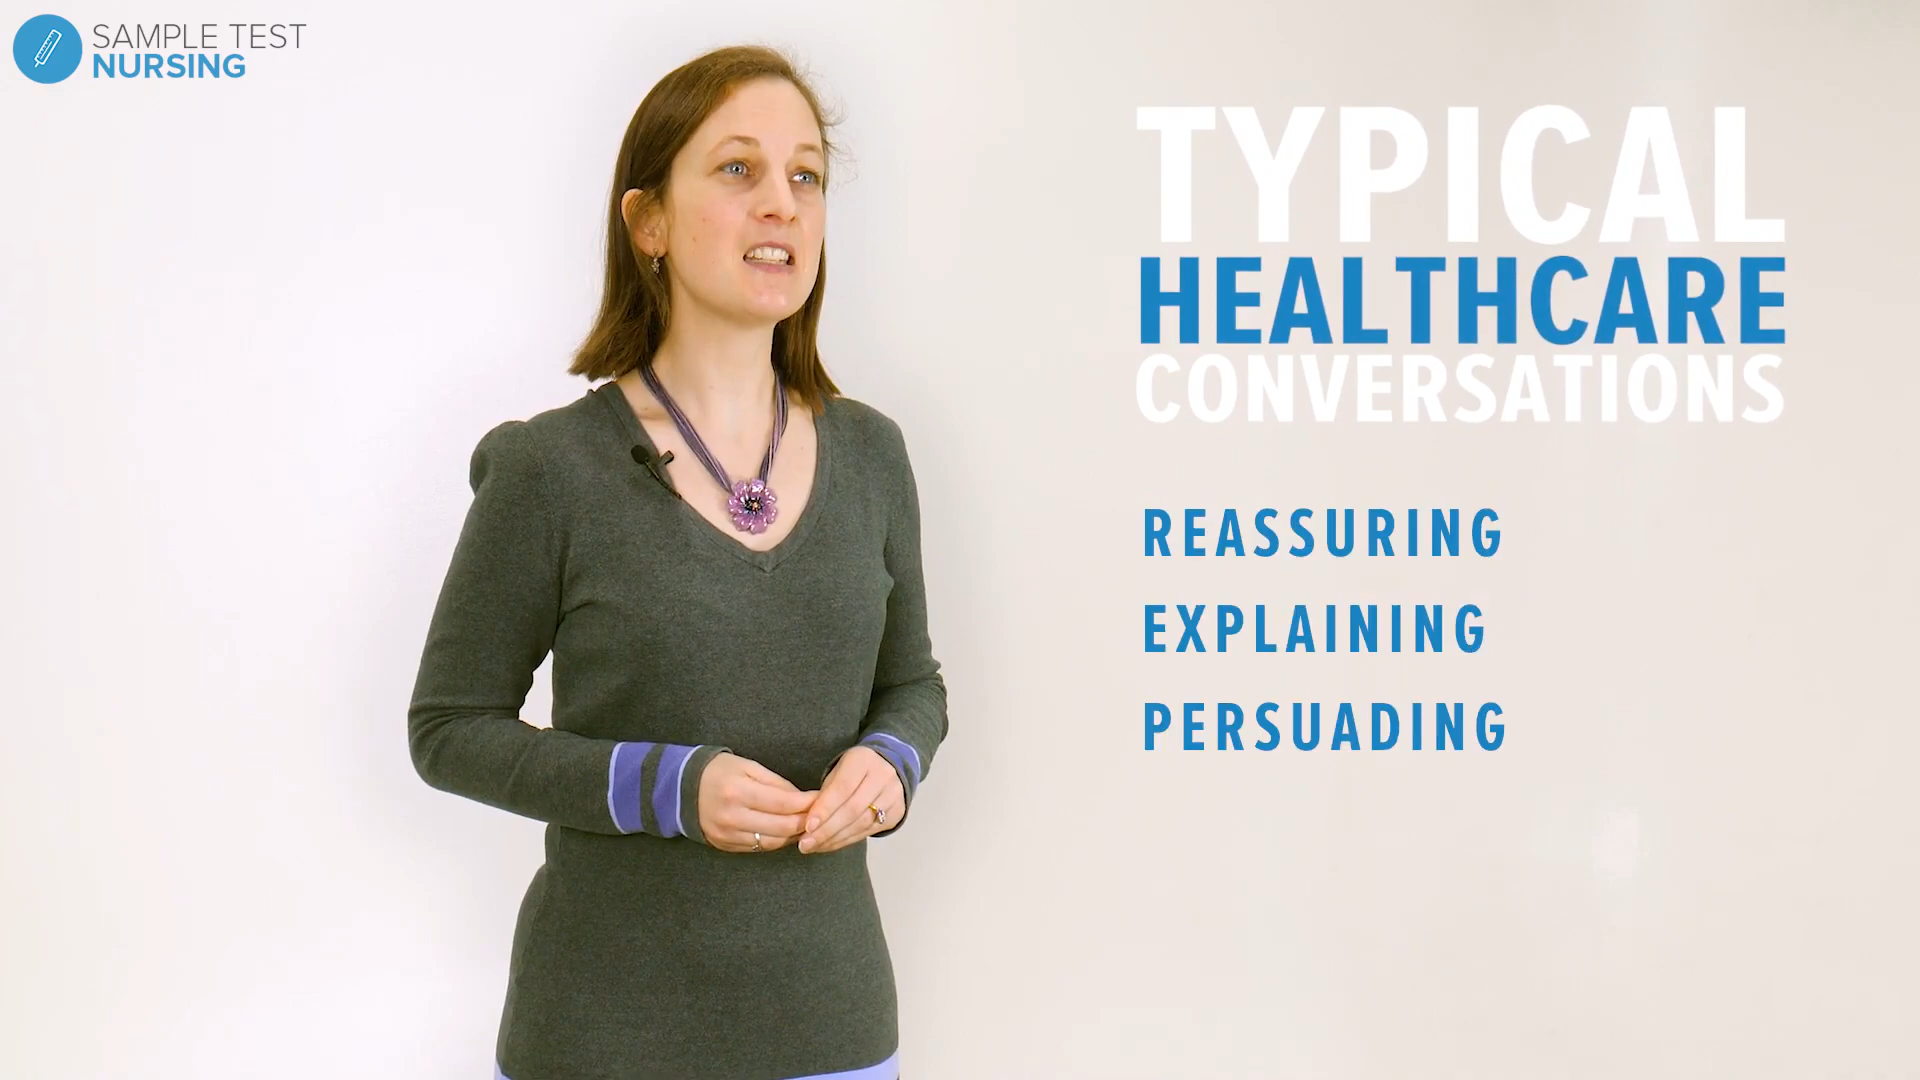 SAMPLE TEST
NURSING
TYPICAL
HEALTHCARE
CONVERSATIONS
REASSURING
EXPLAINING
PERSUADING